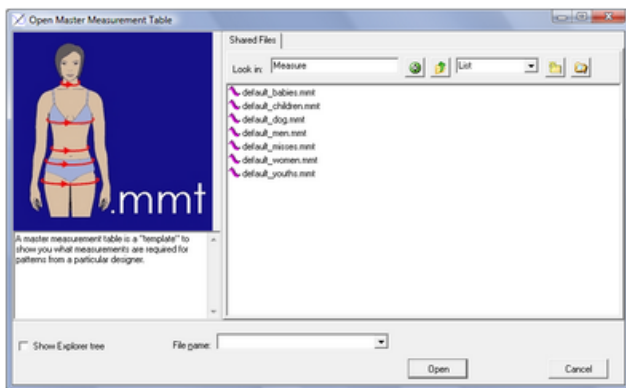 Open Master Measurement Table
Shared Files
Look in: Measure
List
default_babies.mmt
default_children.mmt
default_dog.mmt
default_men.mmt
default_misses.mmt
default_women.mmt
default_youths.mmt
.mmt
A master measurement table is a "template" to
show you what measurements are required for
patterns from a particular designer.
Show Explorer tree
File name:
Open
Cancel